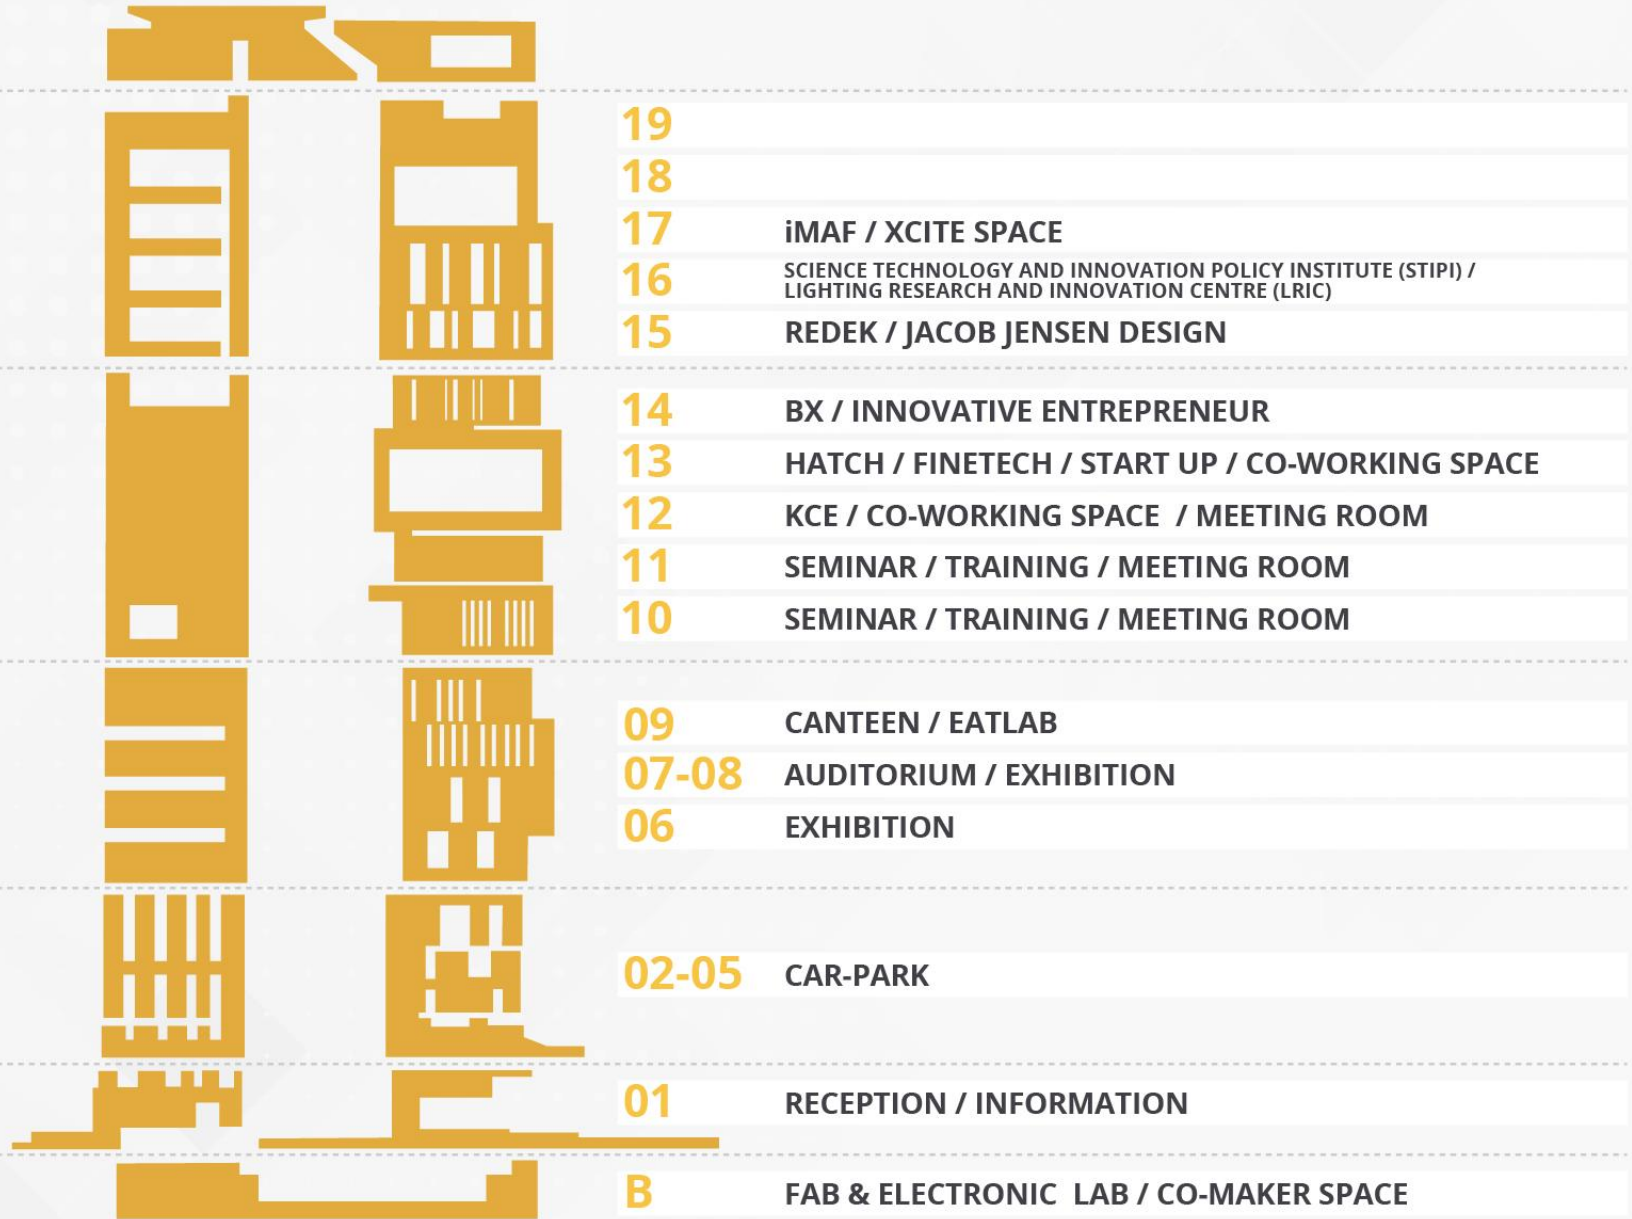 19
18
17 iMAF / XCITE SPACE
16 SCIENCE TECHNOLOGY AND INNOVATION POLICY INSTITUTE (STIPI) /
LIGHTING RESEARCH AND INNOVATION CENTRE (LRIC)
15 REDEK / JACOB JENSEN DESIGN
14 BX / INNOVATIVE ENTREPRENEUR
13 HATCH / FINETECH / START UP / CO-WORKING SPACE
12 KCE / CO-WORKING SPACE / MEETING ROOM
11 SEMINAR / TRAINING / MEETING ROOM
10 SEMINAR / TRAINING / MEETING ROOM
09 CANTEEN / EATLAB
07-08 AUDITORIUM / EXHIBITION
06 EXHIBITION
02-05 CAR-PARK
01 RECEPTION / INFORMATION
B FAB & ELECTRONIC LAB / CO-MAKER SPACE